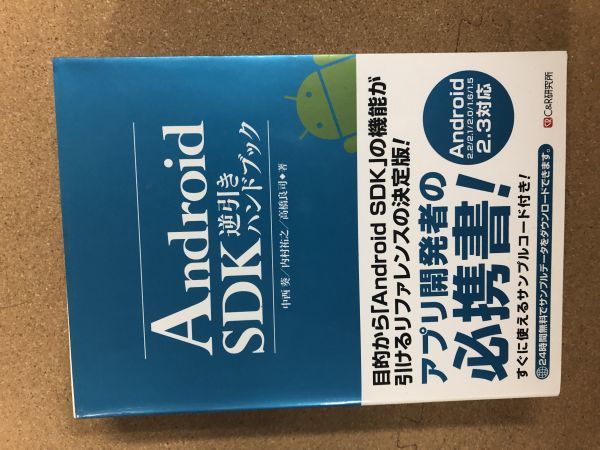 Android
SDK 逆引き
ハンドブック
中西 葵／内村祐之／高橋良司◆著
目的から「Android SDK」の機能が
引けるリファレンスの決定版!
アプリ開発者の
必携書!
すぐに使えるサンプルコード付き!
24時間無料でサンプルデータをダウンロードできます。
Android
2.2/2.1/2.0/1.6/1.5
2.3対応
C&R研究所